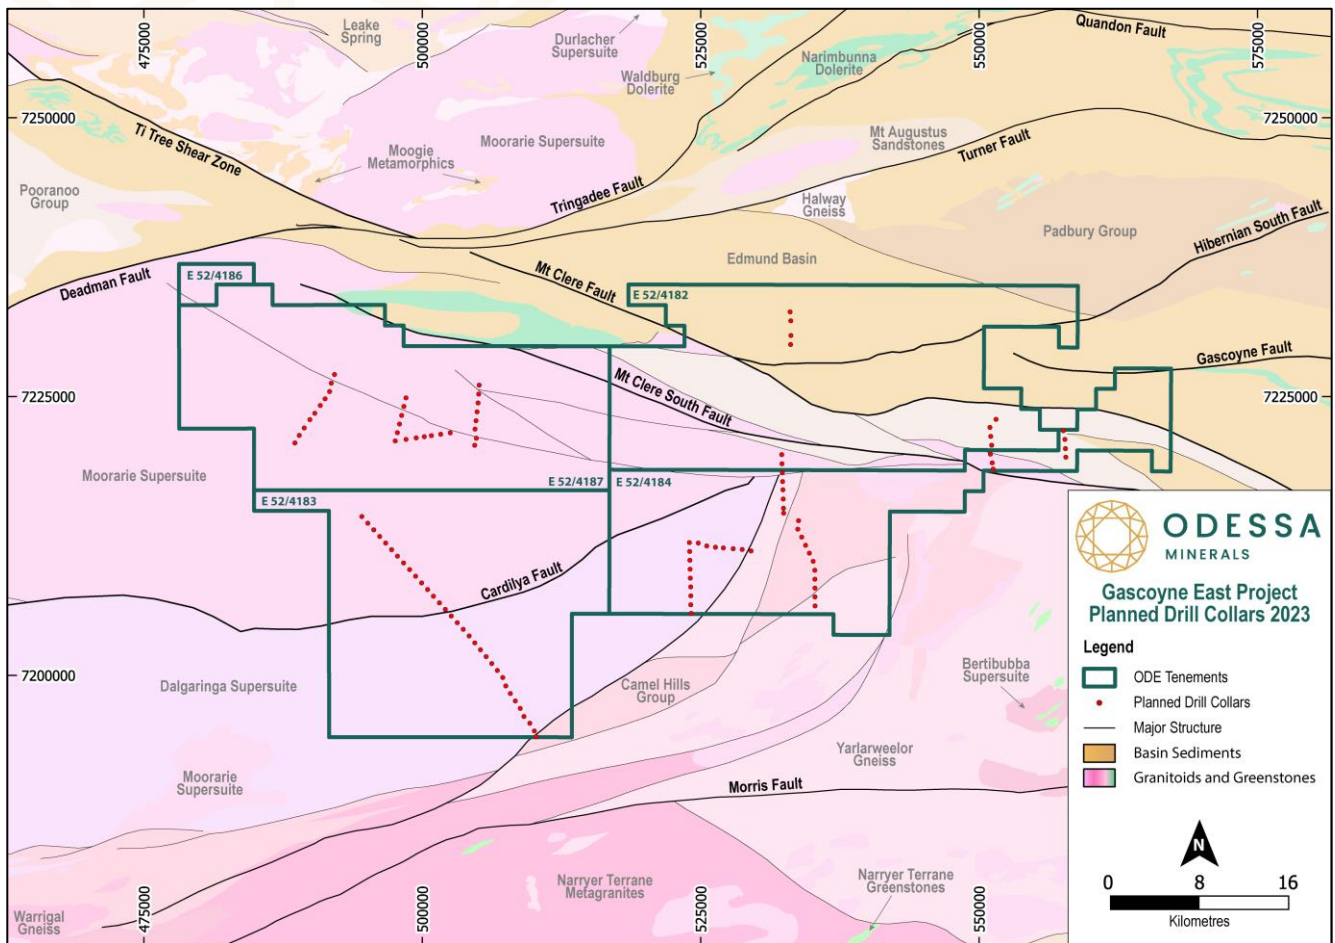 475000
500000
525000
550000
575000
Leake
Spring
Durlacher
Supersuite
Waldburg
Dolerite
Narimbunna
Dolerite
Quandon Fault
7250000
7250000
Ti Tree Shear Zone
Moogie
Metamorphics
Moorarie Supersuite
Mt Augustus
Sandstones
Turner Fault
Pooranoo
Group
Tringadee Fault
Halway
Gneiss
Padbury Group
Hibernian South Fault
Deadman Fault
E 52/4186
Mt Clere Fault
Edmund Basin
E 52/4182
Gascoyne Fault
7225000
7225000
Mt Clere South Fault
Moorarie Supersuite
E 52/4183
E 52/4187
E 52/4184
Cardilya Fault
7200000
Dalgaringa Supersuite
Camel Hills
Group
Bertibubba
Supersuite
Moorarie
Supersuite
Yarlarweelor
Gneiss
Morris Fault
Narryer Terrane
Metagranites
Narryer Terrane
Greenstones
Warrigal
Gneiss
475000
500000
525000
550000
ODESSA
MINERALS
Gascoyne East Project
Planned Drill Collars 2023
Legend
ODE Tenements
Planned Drill Collars
Major Structure
Basin Sediments
Granitoids and Greenstones
N
0 8 16
Kilometres